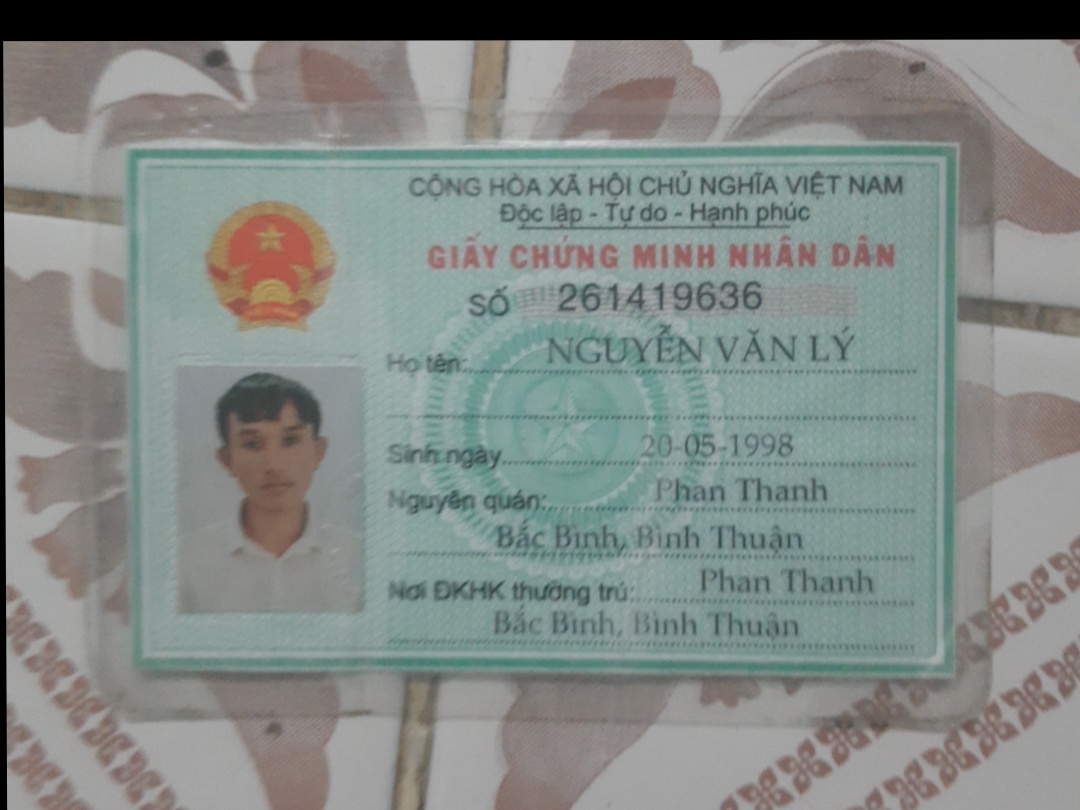 CỘNG HÒA XÃ HỘI CHỦ NGHĨA VIỆT NAM
Độc lập - Tự do - Hạnh phúc
GIẤY CHỨNG MINH NHÂN DÂN
SỐ 261419636
Họ tên: NGUYỄN VĂN LÝ
Sinh ngày 20-05-1998
Nguyên quán: Phan Thanh
Bắc Bình, Bình Thuận
Nơi ĐKHK thường trú: Phan Thanh
Bắc Bình, Bình Thuận